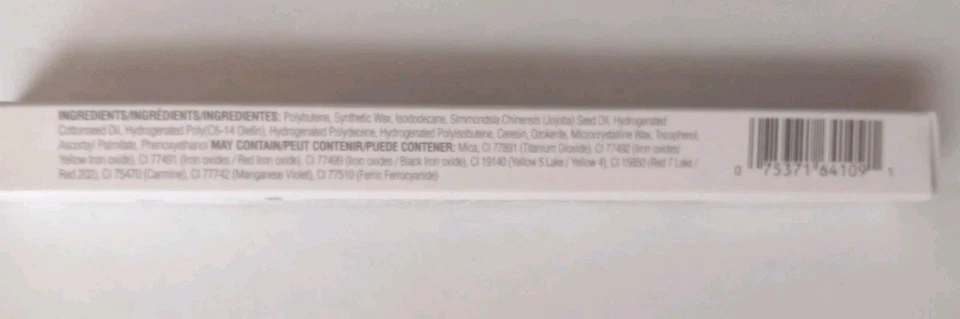 INGREDIENTS/INGRÉDIENTS/INGREDIENTES: Polybutene, Synthetic Wax, Isododecane, Simmondsia Chinensis (Jojoba) Seed Oil, Hydrogenated
Cottonseed Oil, Hydrogenated Poly(C6-14 Olefin), Hydrogenated Polydecene, Hydrogenated Polyisobutene, Ceresin, Ozokerite, Microcrystalline Wax, Tocopherol,
Ascorbyl Palmitate, Phenoxyethanol MAY CONTAIN/PEUT CONTENIR/PUEDE CONTENER: Mica, CI 77891 (Titanium Dioxide), CI 77492 (Iron oxides/
Yellow Iron oxide), CI 77491 (Iron oxides / Red Iron oxide), CI 77499 (Iron oxides / Black Iron oxide), CI 19140 (Yellow 5 Lake / Yellow 4), CI 15850 (Red 7 Lake /
Red 202), CI 75470 (Carmine), CI 77742 (Manganese Violet), CI 77510 (Ferric Ferrocyanide)
0 75371 64109 1